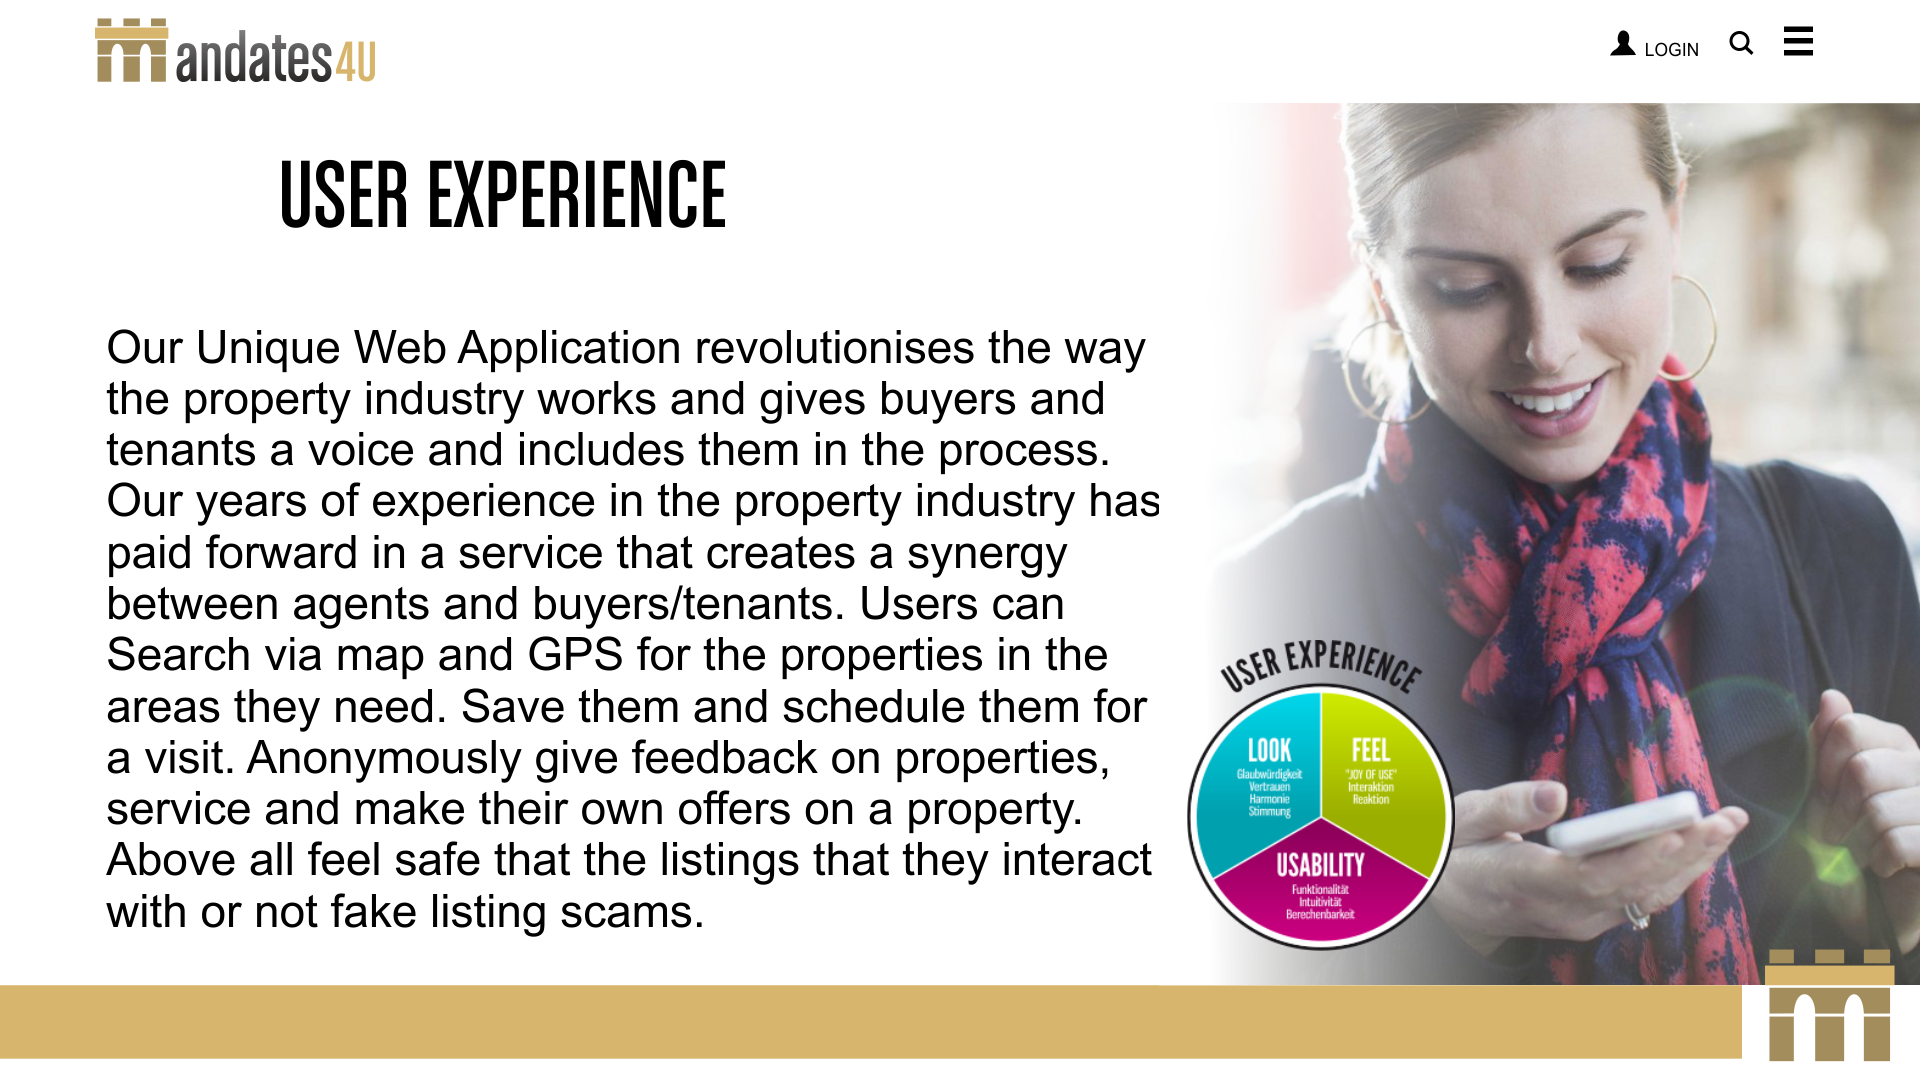 mandates4U
LOGIN
USER EXPERIENCE
Our Unique Web Application revolutionises the way
the property industry works and gives buyers and
tenants a voice and includes them in the process.
Our years of experience in the property industry has
paid forward in a service that creates a synergy
between agents and buyers/tenants. Users can
Search via map and GPS for the properties in the
areas they need. Save them and schedule them for
a visit. Anonymously give feedback on properties,
service and make their own offers on a property.
Above all feel safe that the listings that they interact
with or not fake listing scams.
USER EXPERIENCE
LOOK
Glaubwürdigkeit
Vertrauen
Harmonie
Stimmung
FEEL
"JOY OF USE"
Interaktion
Reaktion
USABILITY
Funktionalität
Intuitivität
Berechenbarkeit
m